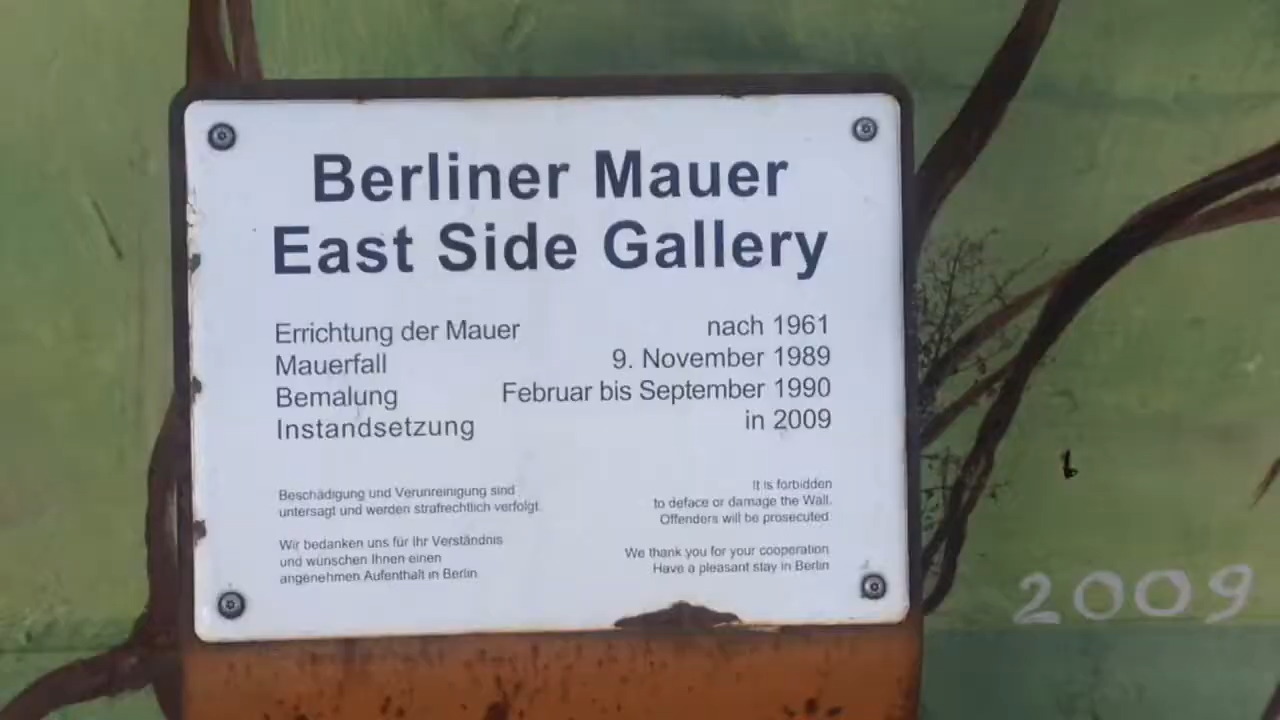 Berliner Mauer
East Side Gallery
Errichtung der Mauer nach 1961
Mauerfall 9. November 1989
Bemalung Februar bis September 1990
Instandsetzung in 2009
Beschädigung und Verunreinigung sind
untersagt und werden strafrechtlich verfolgt.
Wir bedanken uns für Ihr Verständnis
und wünschen Ihnen einen
angenehmen Aufenthalt in Berlin
It is forbidden
to deface or damage the Wall.
Offenders will be prosecuted
We thank you for your cooperation
Have a pleasant stay in Berlin
2009